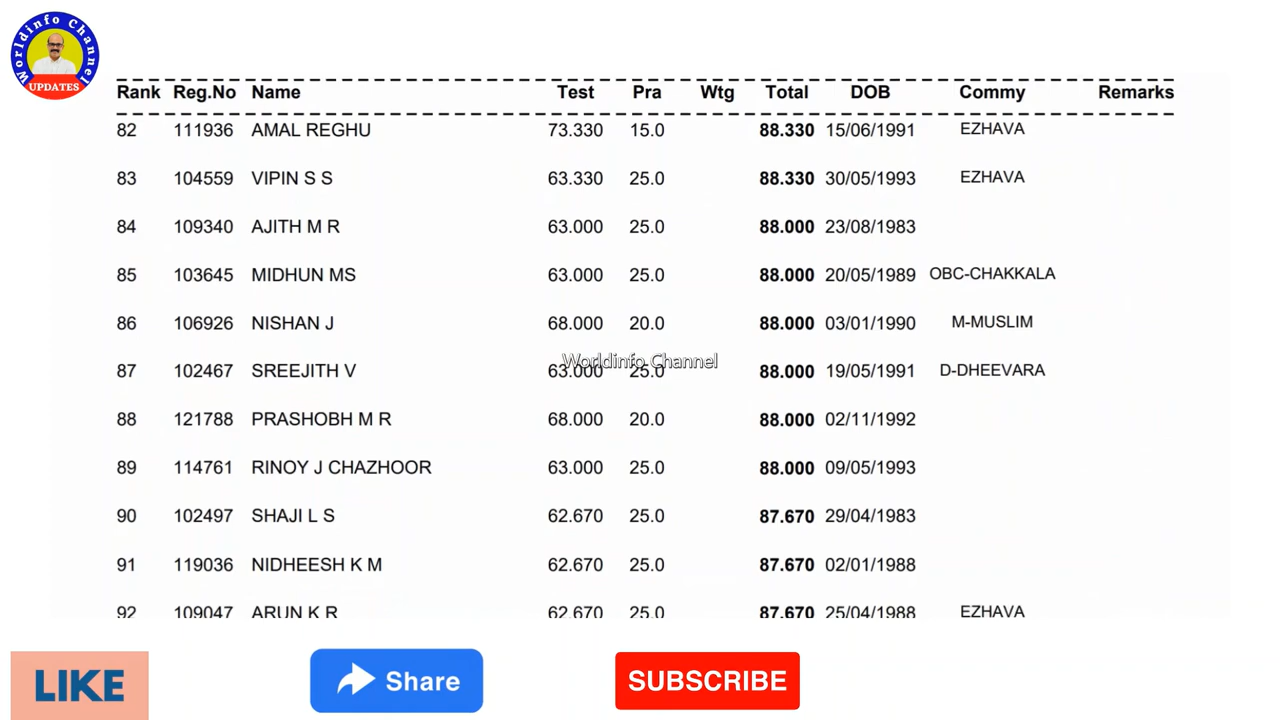 Worldinfo Channel
UPDATES
Rank Reg.No Name Test Pra Wtg Total DOB Commy Remarks
82 111936 AMAL REGHU 73.330 15.0 88.330 15/06/1991 EZHAVA
83 104559 VIPIN S S 63.330 25.0 88.330 30/05/1993 EZHAVA
84 109340 AJITH M R 63.000 25.0 88.000 23/08/1983
85 103645 MIDHUN MS 63.000 25.0 88.000 20/05/1989 OBC-CHAKKALA
86 106926 NISHAN J 68.000 20.0 88.000 03/01/1990 M-MUSLIM
Worldinfo Channel
87 102467 SREEJITH V 63.000 25.0 88.000 19/05/1991 D-DHEEVARA
88 121788 PRASHOBH M R 68.000 20.0 88.000 02/11/1992
89 114761 RINOY J CHAZHOOR 63.000 25.0 88.000 09/05/1993
90 102497 SHAJI L S 62.670 25.0 87.670 29/04/1983
91 119036 NIDHEESH K M 62.670 25.0 87.670 02/01/1988
92 109047 ARUN K R 62.670 25.0 87.670 25/04/1988 EZHAVA
LIKE Share SUBSCRIBE